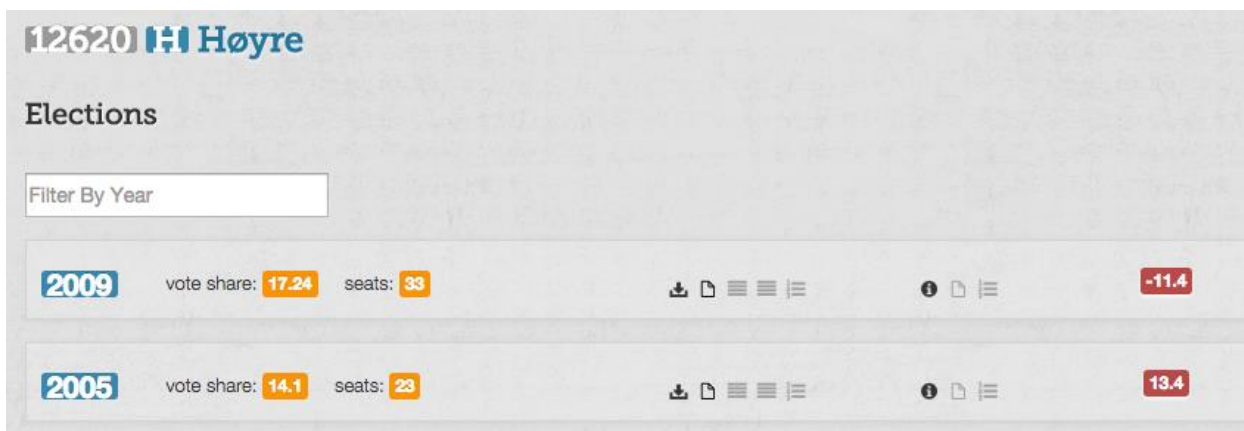 12620 H Høyre
Elections
Filter By Year
2009 vote share: 17.24 seats: 33 -11.4
2005 vote share: 14.1 seats: 23 13.4